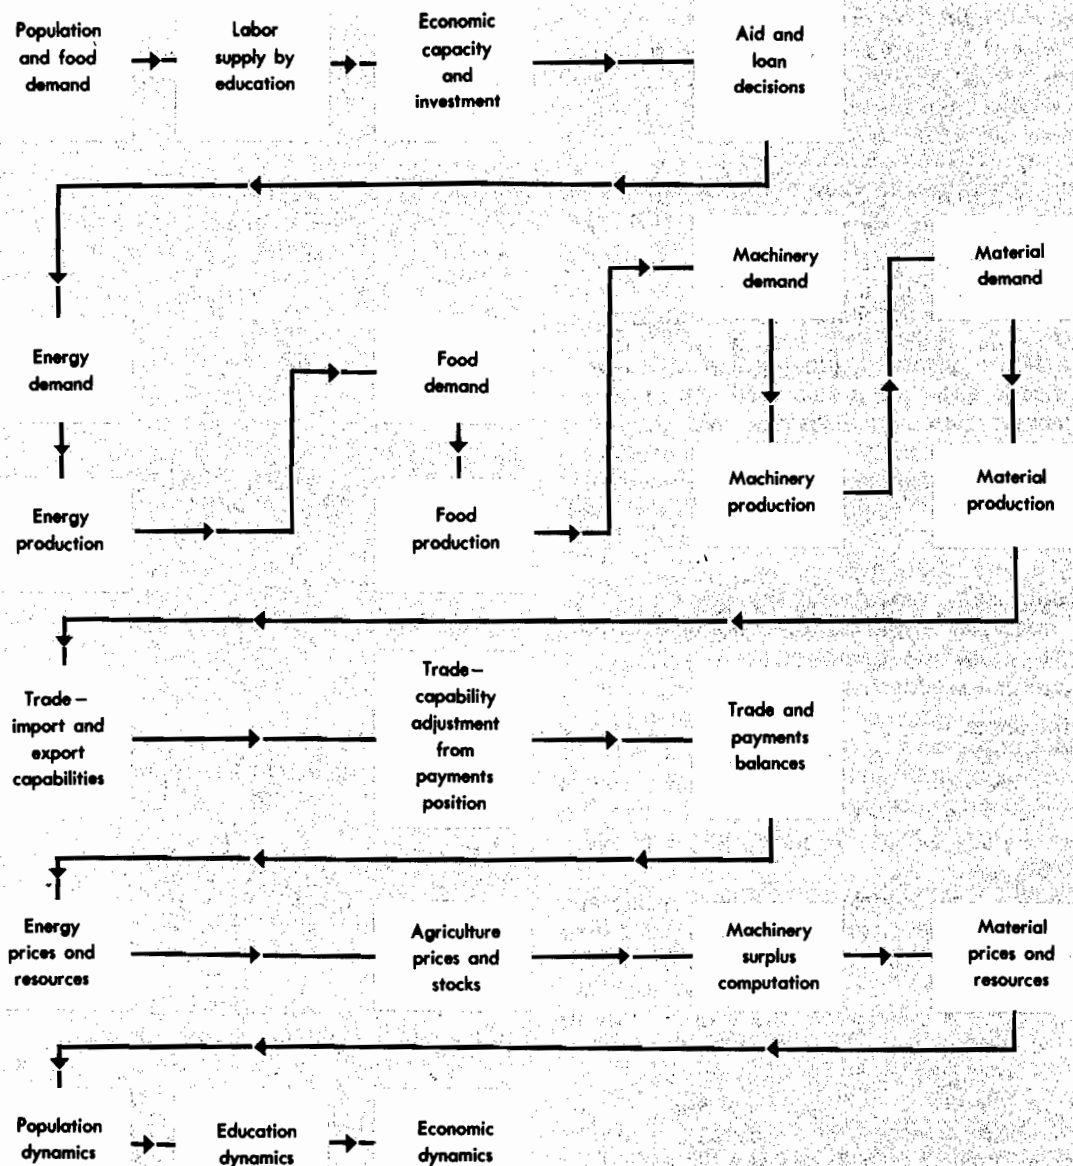 Population
and food
demand
Labor
supply by
education
Economic
capacity
and
investment
Aid and
loan
decisions
Energy
demand
Food
demand
Machinery
demand
Material
demand
Energy
production
Food
production
Machinery
production
Material
production
Trade—
import and
export
capabilities
Trade—
capability
adjustment
from
payments
position
Trade and
payments
balances
Energy
prices ond
resources
Agriculture
prices and
stocks
Machinery
surplus
computation
Material
prices ond
resources
Population
dynamics
Education
dynamics
Economic
dynamics